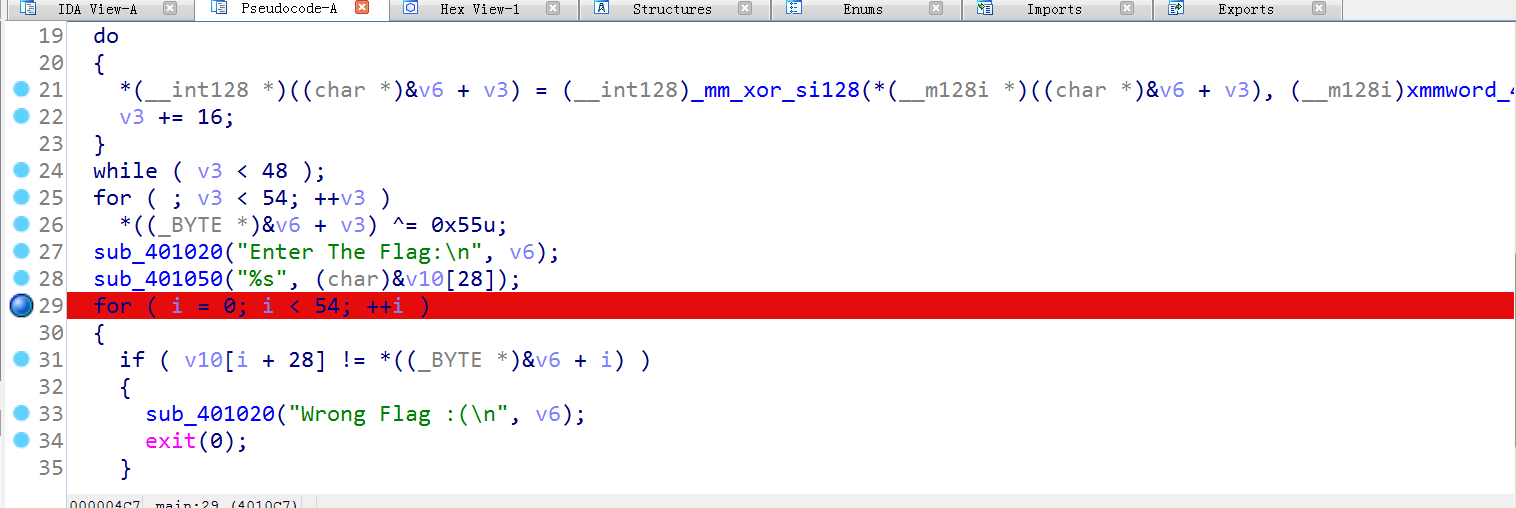 IDA View-A Pseudocode-A Hex View-1 Structures Enums Imports Exports
19 do
20 {
21 *(__int128 *)((char *)&v6 + v3) = (__int128)_mm_xor_si128(*(__m128i *)((char *)&v6 + v3), (__m128i)xmmword_
22 v3 += 16;
23 }
24 while ( v3 < 48 );
25 for ( ; v3 < 54; ++v3 )
26 *((_BYTE *)&v6 + v3) ^= 0x55u;
27 sub_401020("Enter The Flag:\n", v6);
28 sub_401050("%s", (char)&v10[28]);
29 for ( i = 0; i < 54; ++i )
30 {
31 if ( v10[i + 28] != *((_BYTE *)&v6 + i) )
32 {
33 sub_401020("Wrong Flag :(\n", v6);
34 exit(0);
35 }
000004C7 main:29 (4010C7)